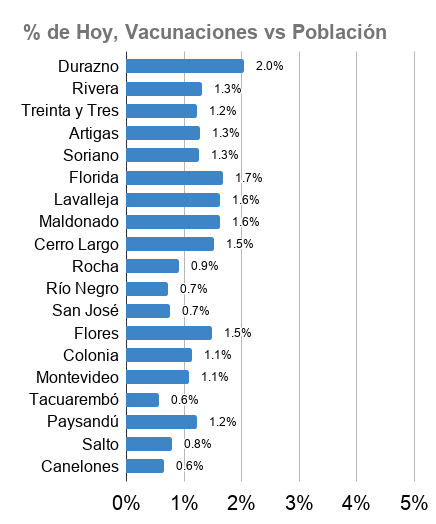 % de Hoy, Vacunaciones vs Población
Durazno 2.0%
Rivera 1.3%
Treinta y Tres 1.2%
Artigas 1.3%
Soriano 1.3%
Florida 1.7%
Lavalleja 1.6%
Maldonado 1.6%
Cerro Largo 1.5%
Rocha 0.9%
Río Negro 0.7%
San José 0.7%
Flores 1.5%
Colonia 1.1%
Montevideo 1.1%
Tacuarembó 0.6%
Paysandú 1.2%
Salto 0.8%
Canelones 0.6%
0% 1% 2% 3% 4% 5%